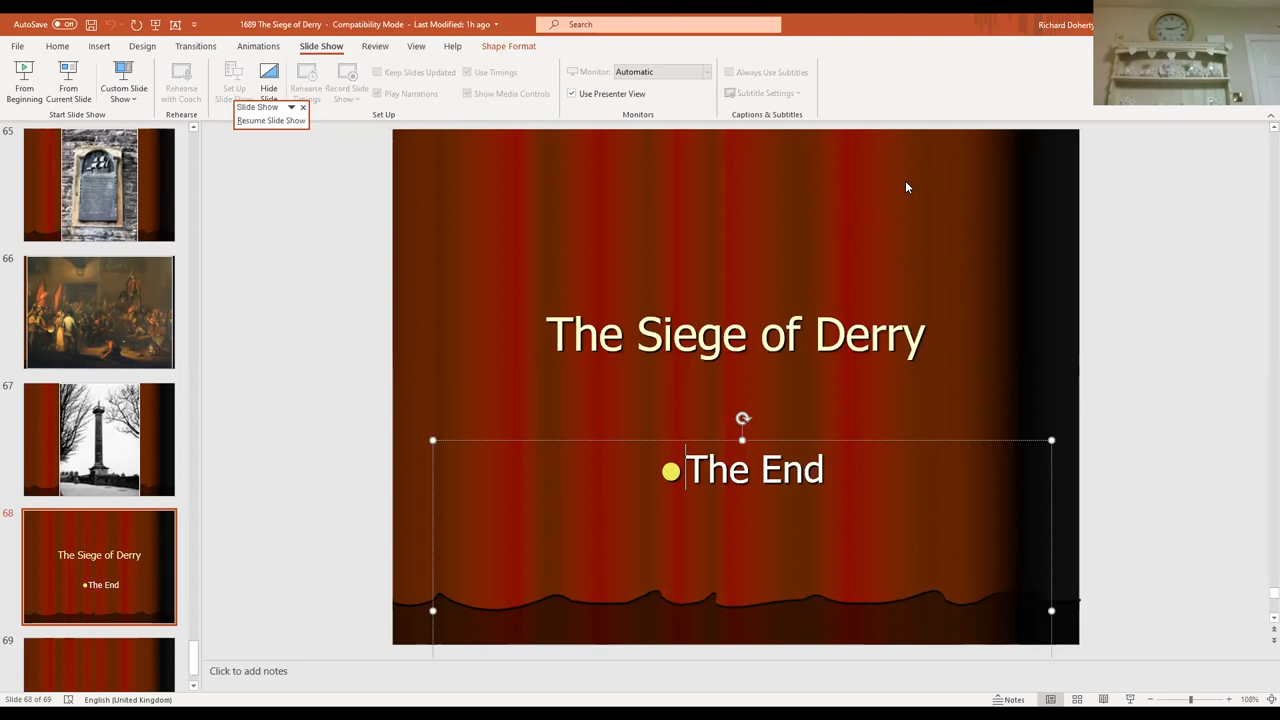 AutoSave Off 1689 The Siege of Derry - Compatibility Mode - Last Modified: 1h ago Search Richard Doherty
File Home Insert Design Transitions Animations Slide Show Review View Help Shape Format
From Beginning
From Current Slide
Custom Slide Show
Rehearse with Coach
Set Up Slide Show
Hide Slide
Rehearse Timings
Record Slide Show
Keep Slides Updated
Play Narrations
Use Timings
Show Media Controls
Monitor: Automatic
Use Presenter View
Always Use Subtitles
Subtitle Settings
Start Slide Show Rehearse Set Up Monitors Captions & Subtitles
Slide Show
Resume Slide Show
65
66
67
68
The Siege of Derry
The End
69
The Siege of Derry
The End
Click to add notes
Slide 68 of 69 English (United Kingdom) Notes 108%